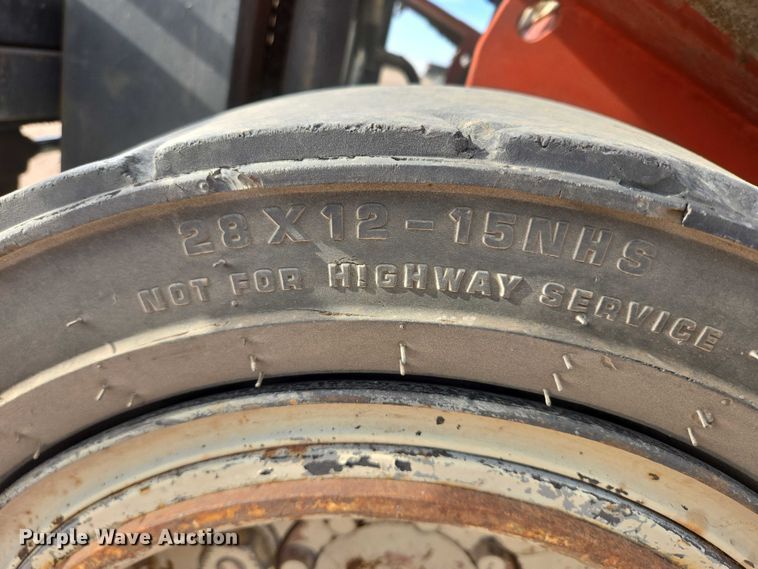 28X12-15NHS
NOT FOR HIGHWAY SERVICE
Purple Wave Auction